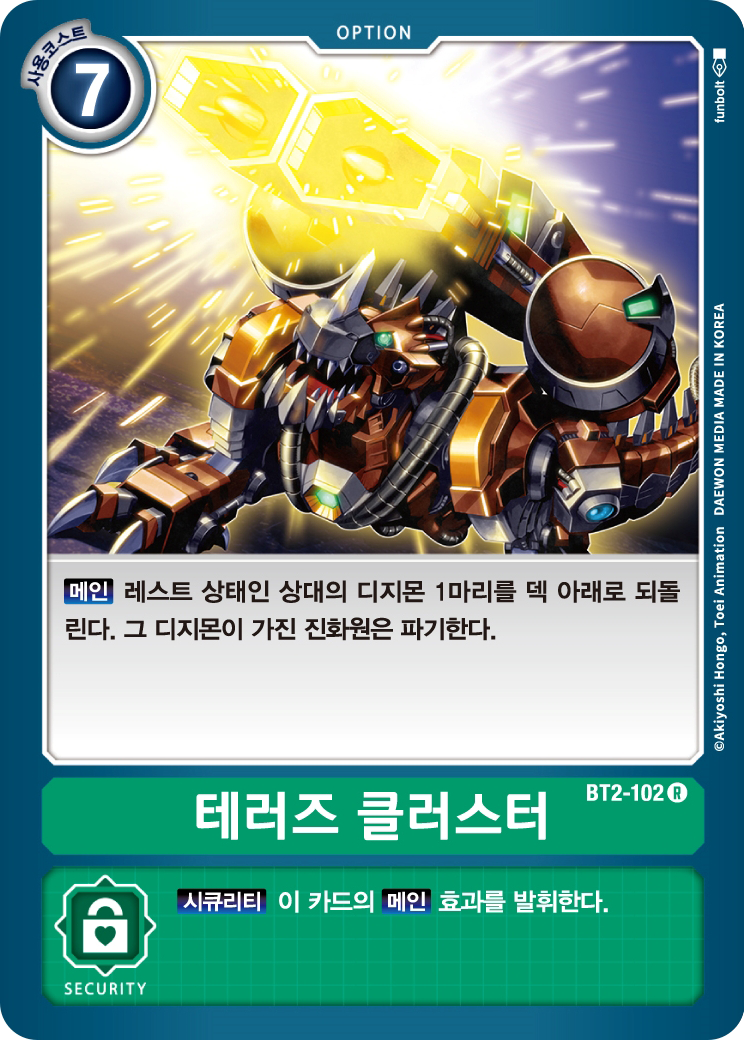 OPTION
사용코스트
7
funbolt
메인 레스트 상태인 상대의 디지몬 1마리를 덱 아래로 되돌
린다. 그 디지몬이 가진 진화원은 파기한다.
©Akiyoshi Hongo, Toei Animation DAEWON MEDIA MADE IN KOREA
BT2-102 R
테러즈 클러스터
시큐리티 이 카드의 메인 효과를 발휘한다.
SECURITY